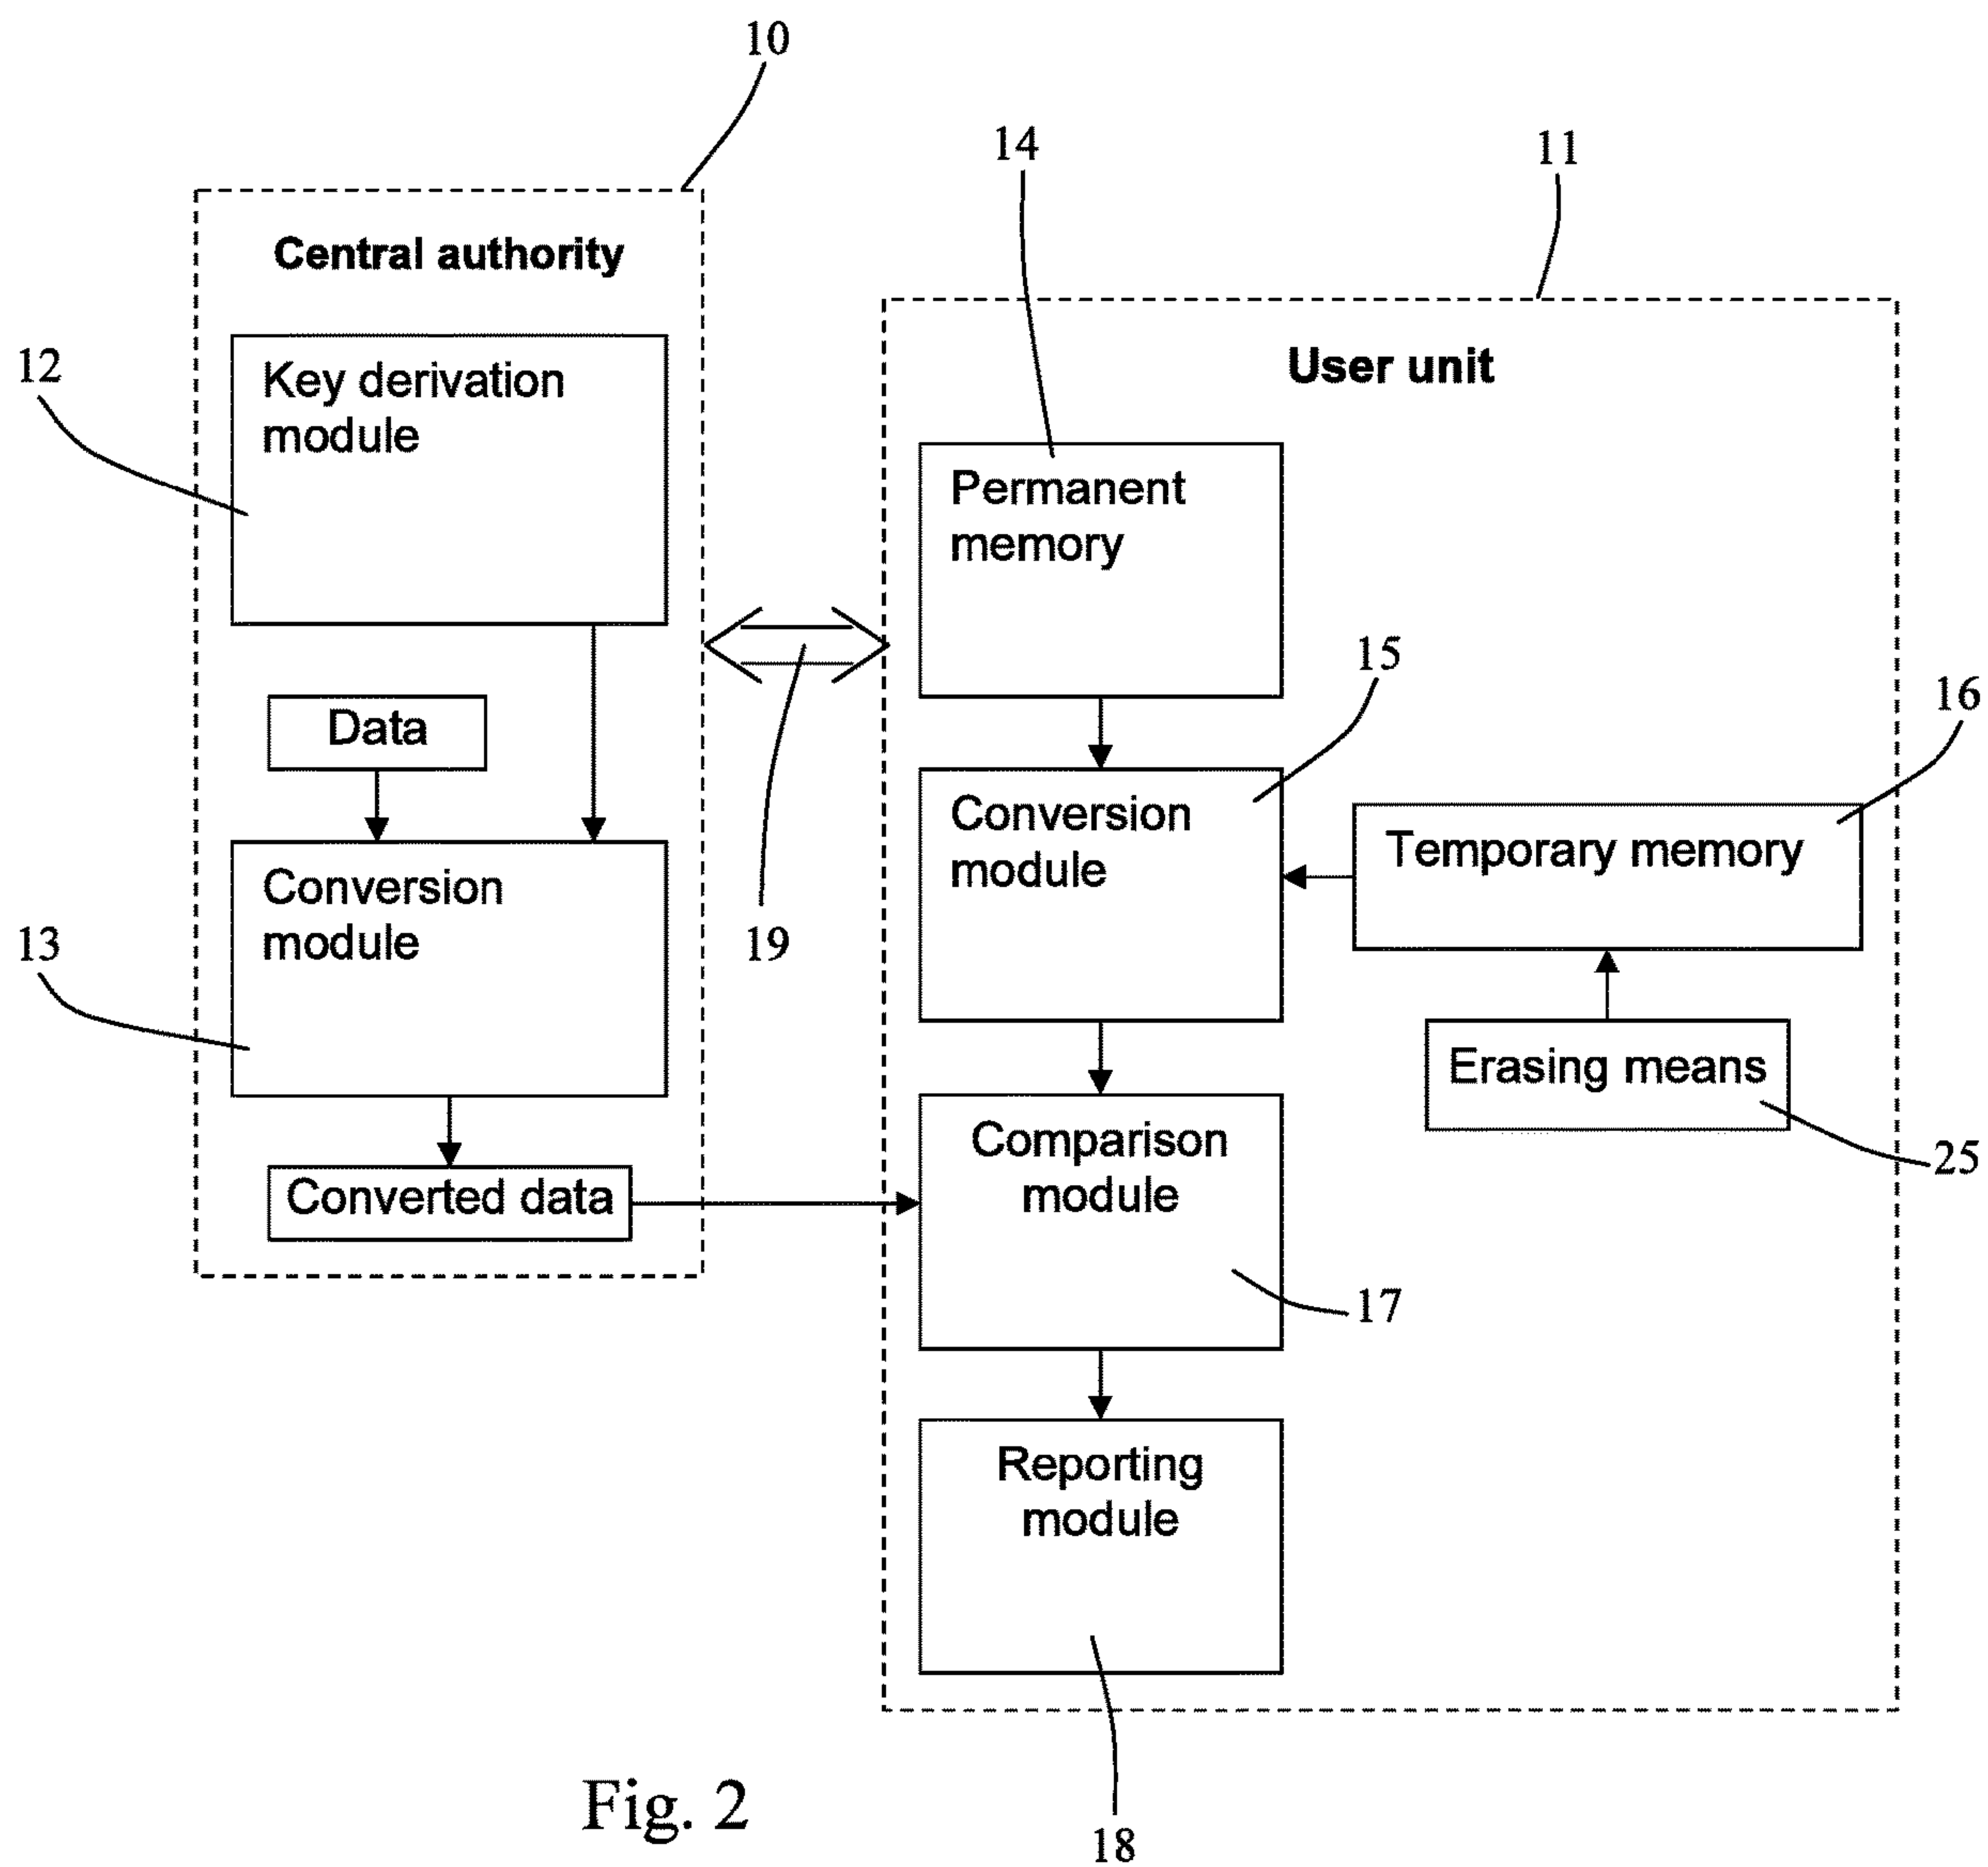 10
14
11
Central authority
User unit
12
Key derivation
module
Permanent
memory
15
16
Data
Conversion
module
Temporary memory
Conversion
module
13
19
Erasing means
25
Comparison
module
Converted data
17
Reporting
module
Fig. 2
18